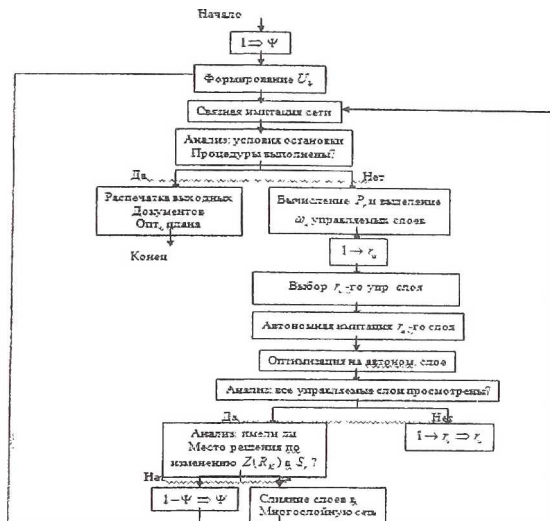 Начало
1 ⇒ Ψ
Формирование U
Связная имитация сети
Анализ: условия остановки
Процедуры выполнены?
Да
Нет
Распечатка выходных
Документов
Опт. плана
Конец
Вычисление P и выделение
ω управляемых слоев
1 → r
Выбор r -го упр слоя
Автономная имитация r -го слоя
Оптимизация на автоном. слое
Анализ: все управляемые слои просмотрены?
Да
Нет
Анализ: имели ли
Место решения по
изменению Z(R ) в S ?
1 → r ⇒ r
1 – Ψ ⇒ Ψ
Слияние слоев в
Многослойную сеть